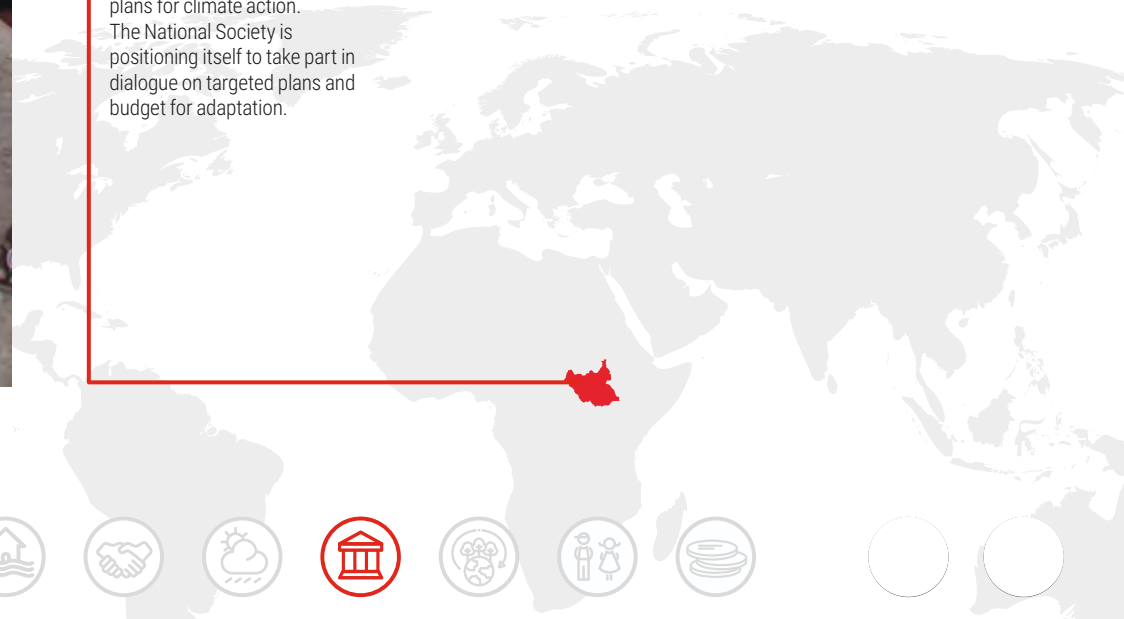 plans for climate action.
The National Society is
positioning itself to take part in
dialogue on targeted plans and
budget for adaptation.